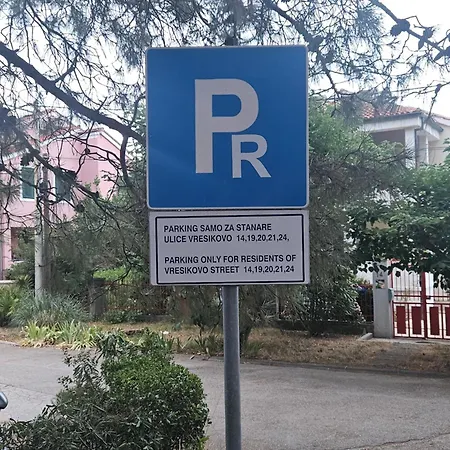 PR
PARKING SAMO ZA STANARE
ULICE VRESIKOVO 14,19,20,21,24,
PARKING ONLY FOR RESIDENTS OF
VRESIKOVO STREET 14,19,20,21,24